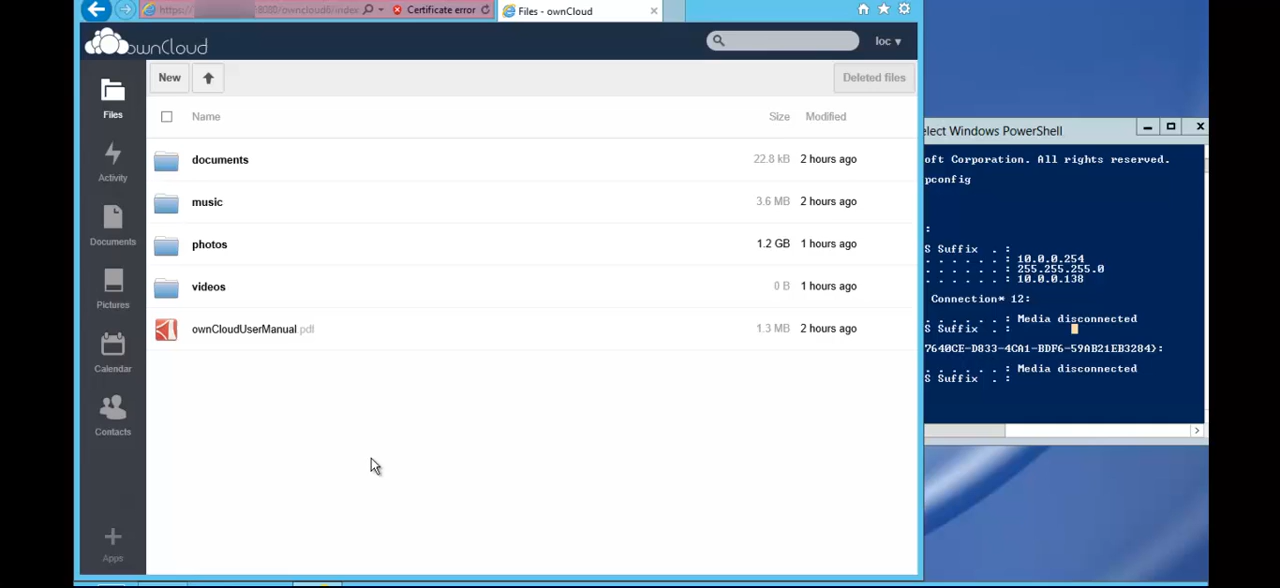 https:// :8080/owncloud8/index
Certificate error
Files - ownCloud
ownCloud
loc
New
Deleted files
Files
Activity
Documents
Pictures
Calendar
Contacts
Apps
Name Size Modified
documents 22.8 kB 2 hours ago
music 3.6 MB 2 hours ago
photos 1.2 GB 1 hours ago
videos 0 B 1 hours ago
ownCloudUserManual pdf 1.3 MB 2 hours ago
elect Windows PowerShell
oft Corporation. All rights reserved.
pconfig
:
S Suffix . :
. . . . . . : 10.0.0.254
. . . . . . : 255.255.255.0
. . . . . . : 10.0.0.138
Connection* 12:
. . . . . . : Media disconnected
S Suffix . :
7640CE-D833-4CA1-BDF6-59AB21EB3284}:
. . . . . . : Media disconnected
S Suffix . :